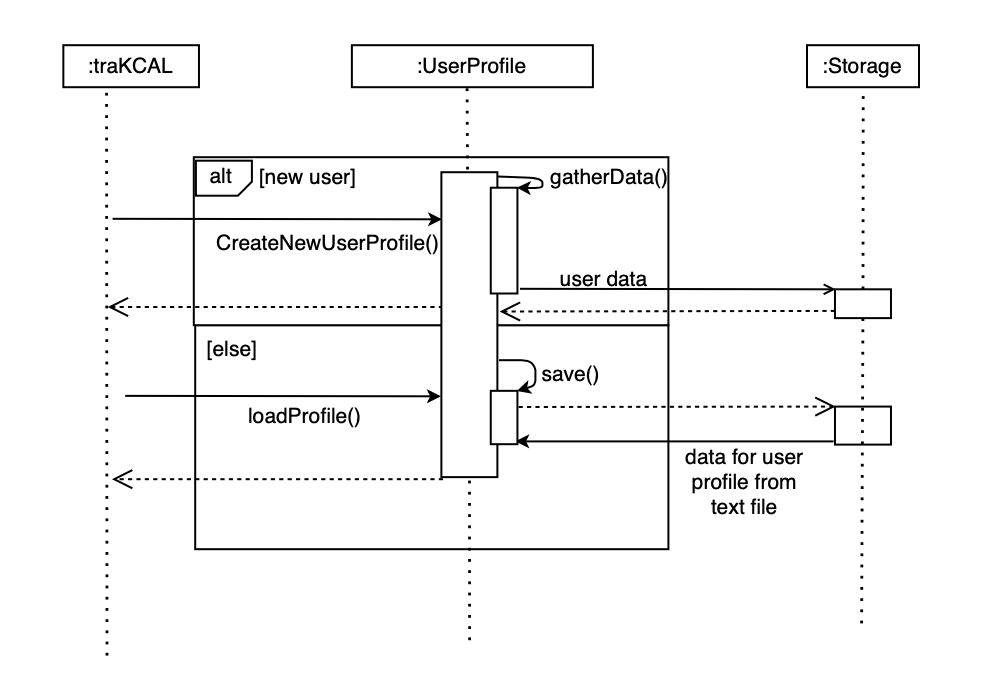 :traKCAL
:UserProfile
:Storage
alt
[new user]
gatherData()
CreateNewUserProfile()
user data
[else]
save()
loadProfile()
data for user
profile from
text file